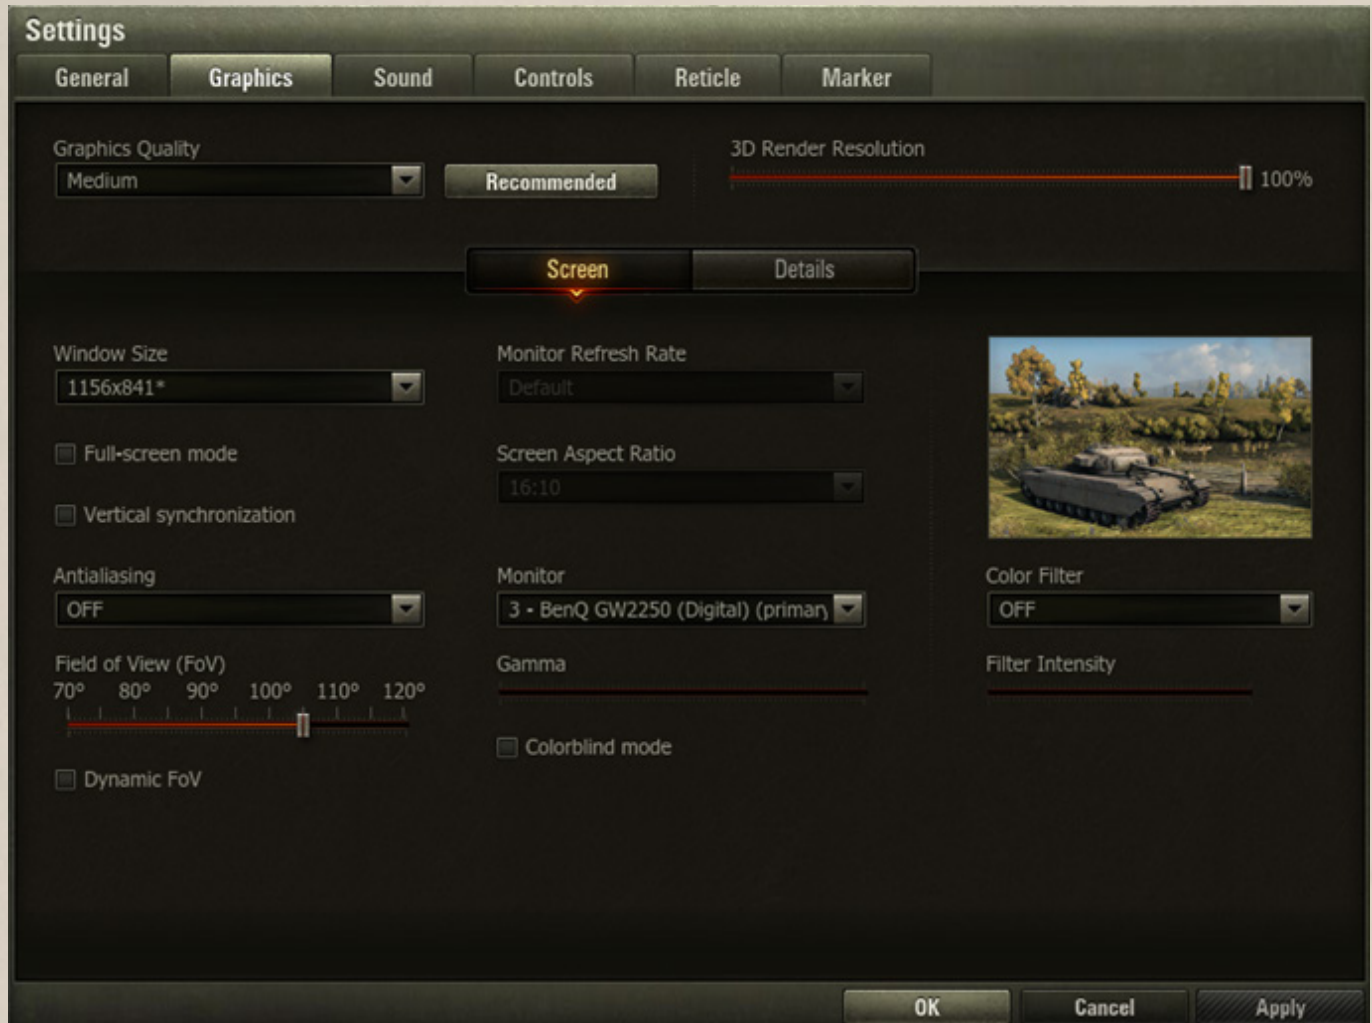 Settings
General Graphics Sound Controls Reticle Marker
Graphics Quality
Medium
Recommended
3D Render Resolution
100%
Screen Details
Window Size
1156x841*
Full-screen mode
Vertical synchronization
Antialiasing
OFF
Field of View (FoV)
70° 80° 90° 100° 110° 120°
Dynamic FoV
Monitor Refresh Rate
Default
Screen Aspect Ratio
16:10
Monitor
3 - BenQ GW2250 (Digital) (primary
Gamma
Colorblind mode
Color Filter
OFF
Filter Intensity
OK Cancel Apply